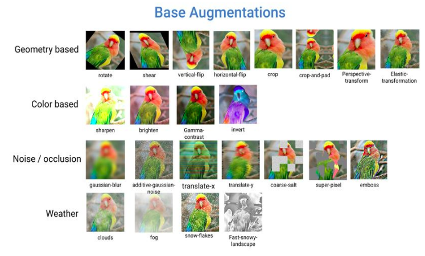 Base Augmentations
Geometry based
rotate
shear
vertical-flip
horizontal-flip
crop
crop-and-pad
Perspective-
transform
Elastic-
transformation
Color based
sharpen
brighten
Gamma-
contrast
invert
Noise / occlusion
gaussian-blur
additive-gaussian-
noise
translate-x
translate-y
coarse-salt
super-pixel
emboss
Weather
clouds
fog
snow-flakes
Fast-snowy-
landscape